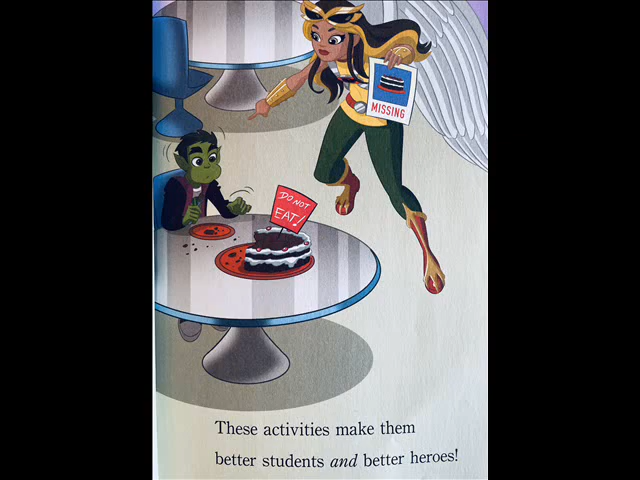 MISSING
DO NOT
EAT!
These activities make them
better students and better heroes!